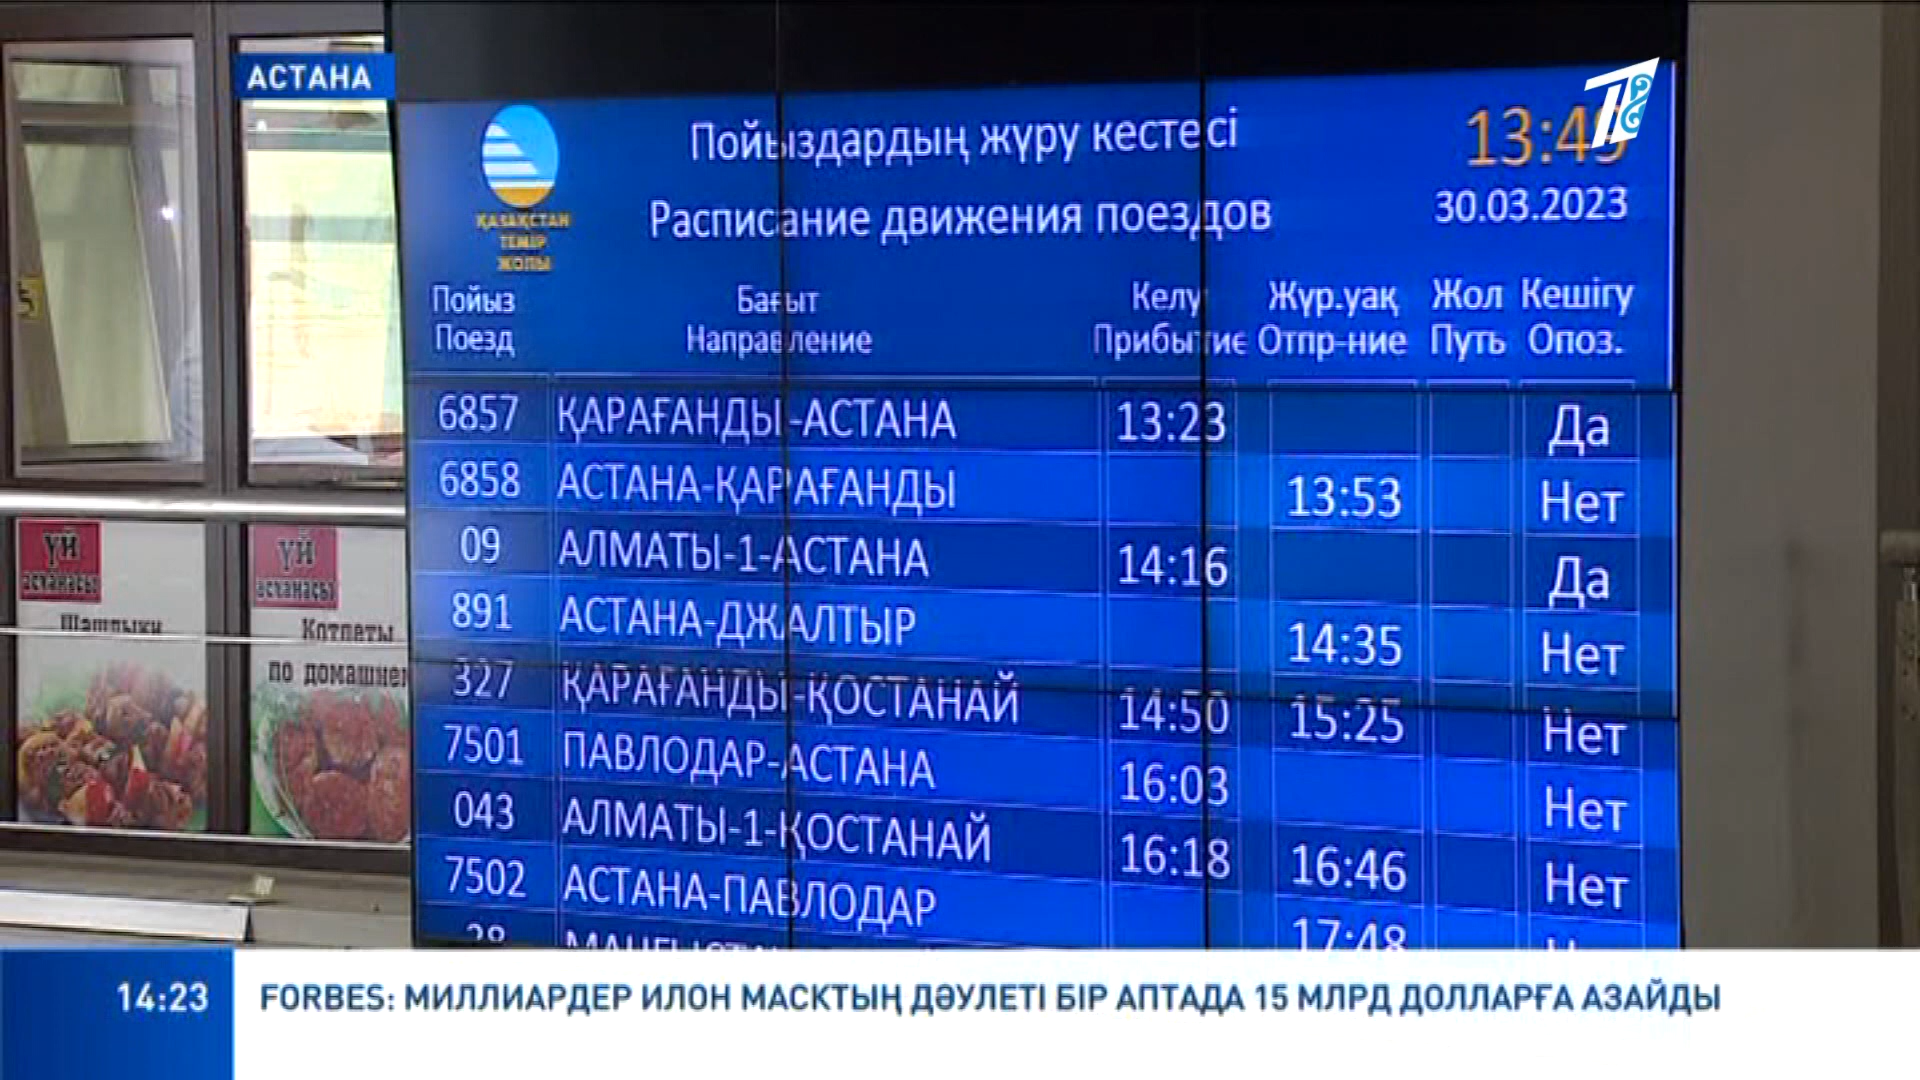 АСТАНА
Пойыздардың жүру кестесі
Расписание движения поездов
30.03.2023
ҚАЗАҚСТАН
ТЕМІР
ЖОЛЫ
Пойыз Бағыт Келу Жүр.уақ Жол Кешігу
Поезд Направление Прибытие Отпр-ние Путь Опоз.
6857 ҚАРАҒАНДЫ-АСТАНА 13:23 Да
6858 АСТАНА-ҚАРАҒАНДЫ 13:53 Нет
09 АЛМАТЫ-1-АСТАНА 14:16 Да
891 АСТАНА-ДЖАЛТЫР 14:35 Нет
327 ҚАРАҒАНДЫ-ҚОСТАНАЙ 14:50 15:25 Нет
7501 ПАВЛОДАР-АСТАНА 16:03 Нет
043 АЛМАТЫ-1-ҚОСТАНАЙ 16:18 16:46 Нет
7502 АСТАНА-ПАВЛОДАР 17:48
5
ҮЙ
асханасы
Шашлыки
ҮЙ
асханасы
Котлеты
по домашнем
14:23 FORBES: МИЛЛИАРДЕР ИЛОН МАСКТЫҢ ДӘУЛЕТІ БІР АПТАДА 15 МЛРД ДОЛЛАРҒА АЗАЙДЫ